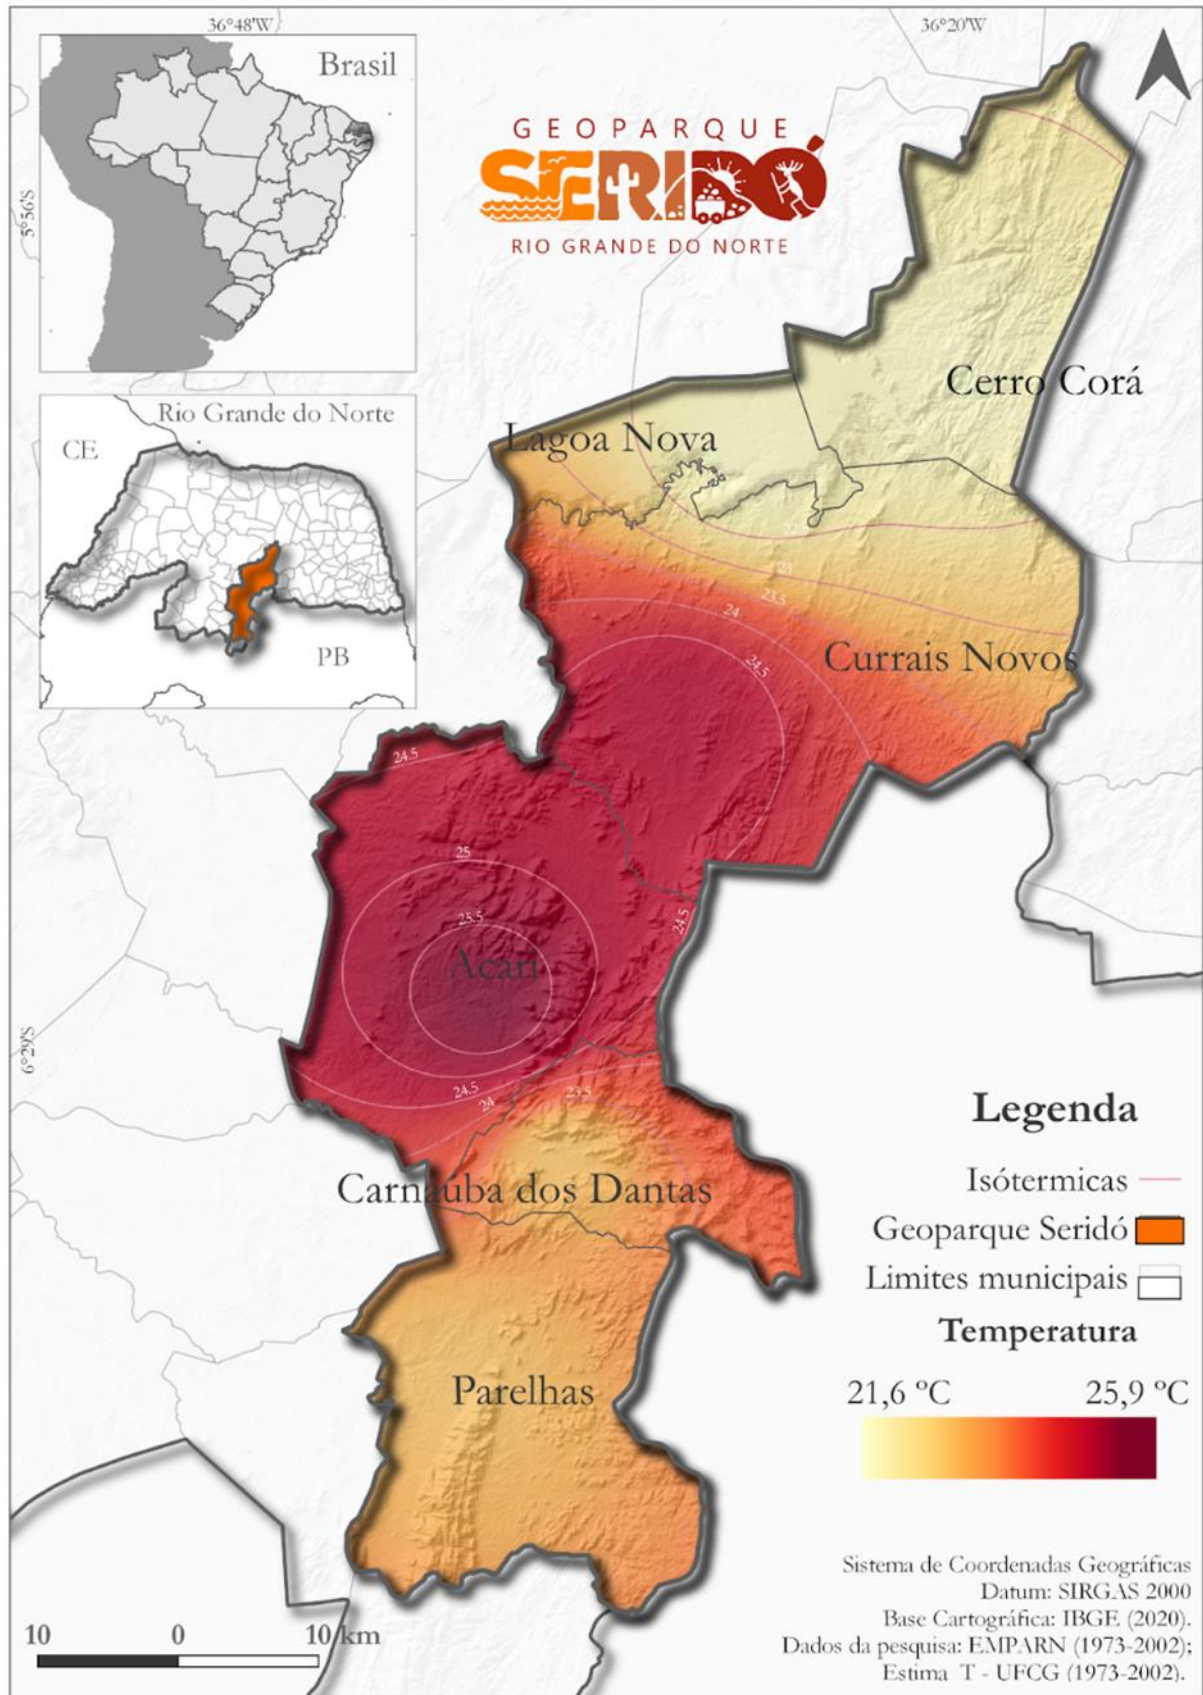 36°48'W
36°20'W
Brasil
GEOPARQUE
SERIDÓ
RIO GRANDE DO NORTE
5°56'S
Rio Grande do Norte
CE
PB
Cerro Corá
Lagoa Nova
23
23.5
24
24.5
Currais Novos
24.5
25
25.5
Acari
24.5
24.5
24
23.5
6°29'S
Carnaúba dos Dantas
Parelhas
Legenda
Isótermicas
Geoparque Seridó
Limites municipais
Temperatura
21,6 ºC
25,9 ºC
10
0
10 km
Sistema de Coordenadas Geográficas
Datum: SIRGAS 2000
Base Cartográfica: IBGE (2020).
Dados da pesquisa: EMPARN (1973-2002);
Estima T - UFCG (1973-2002).